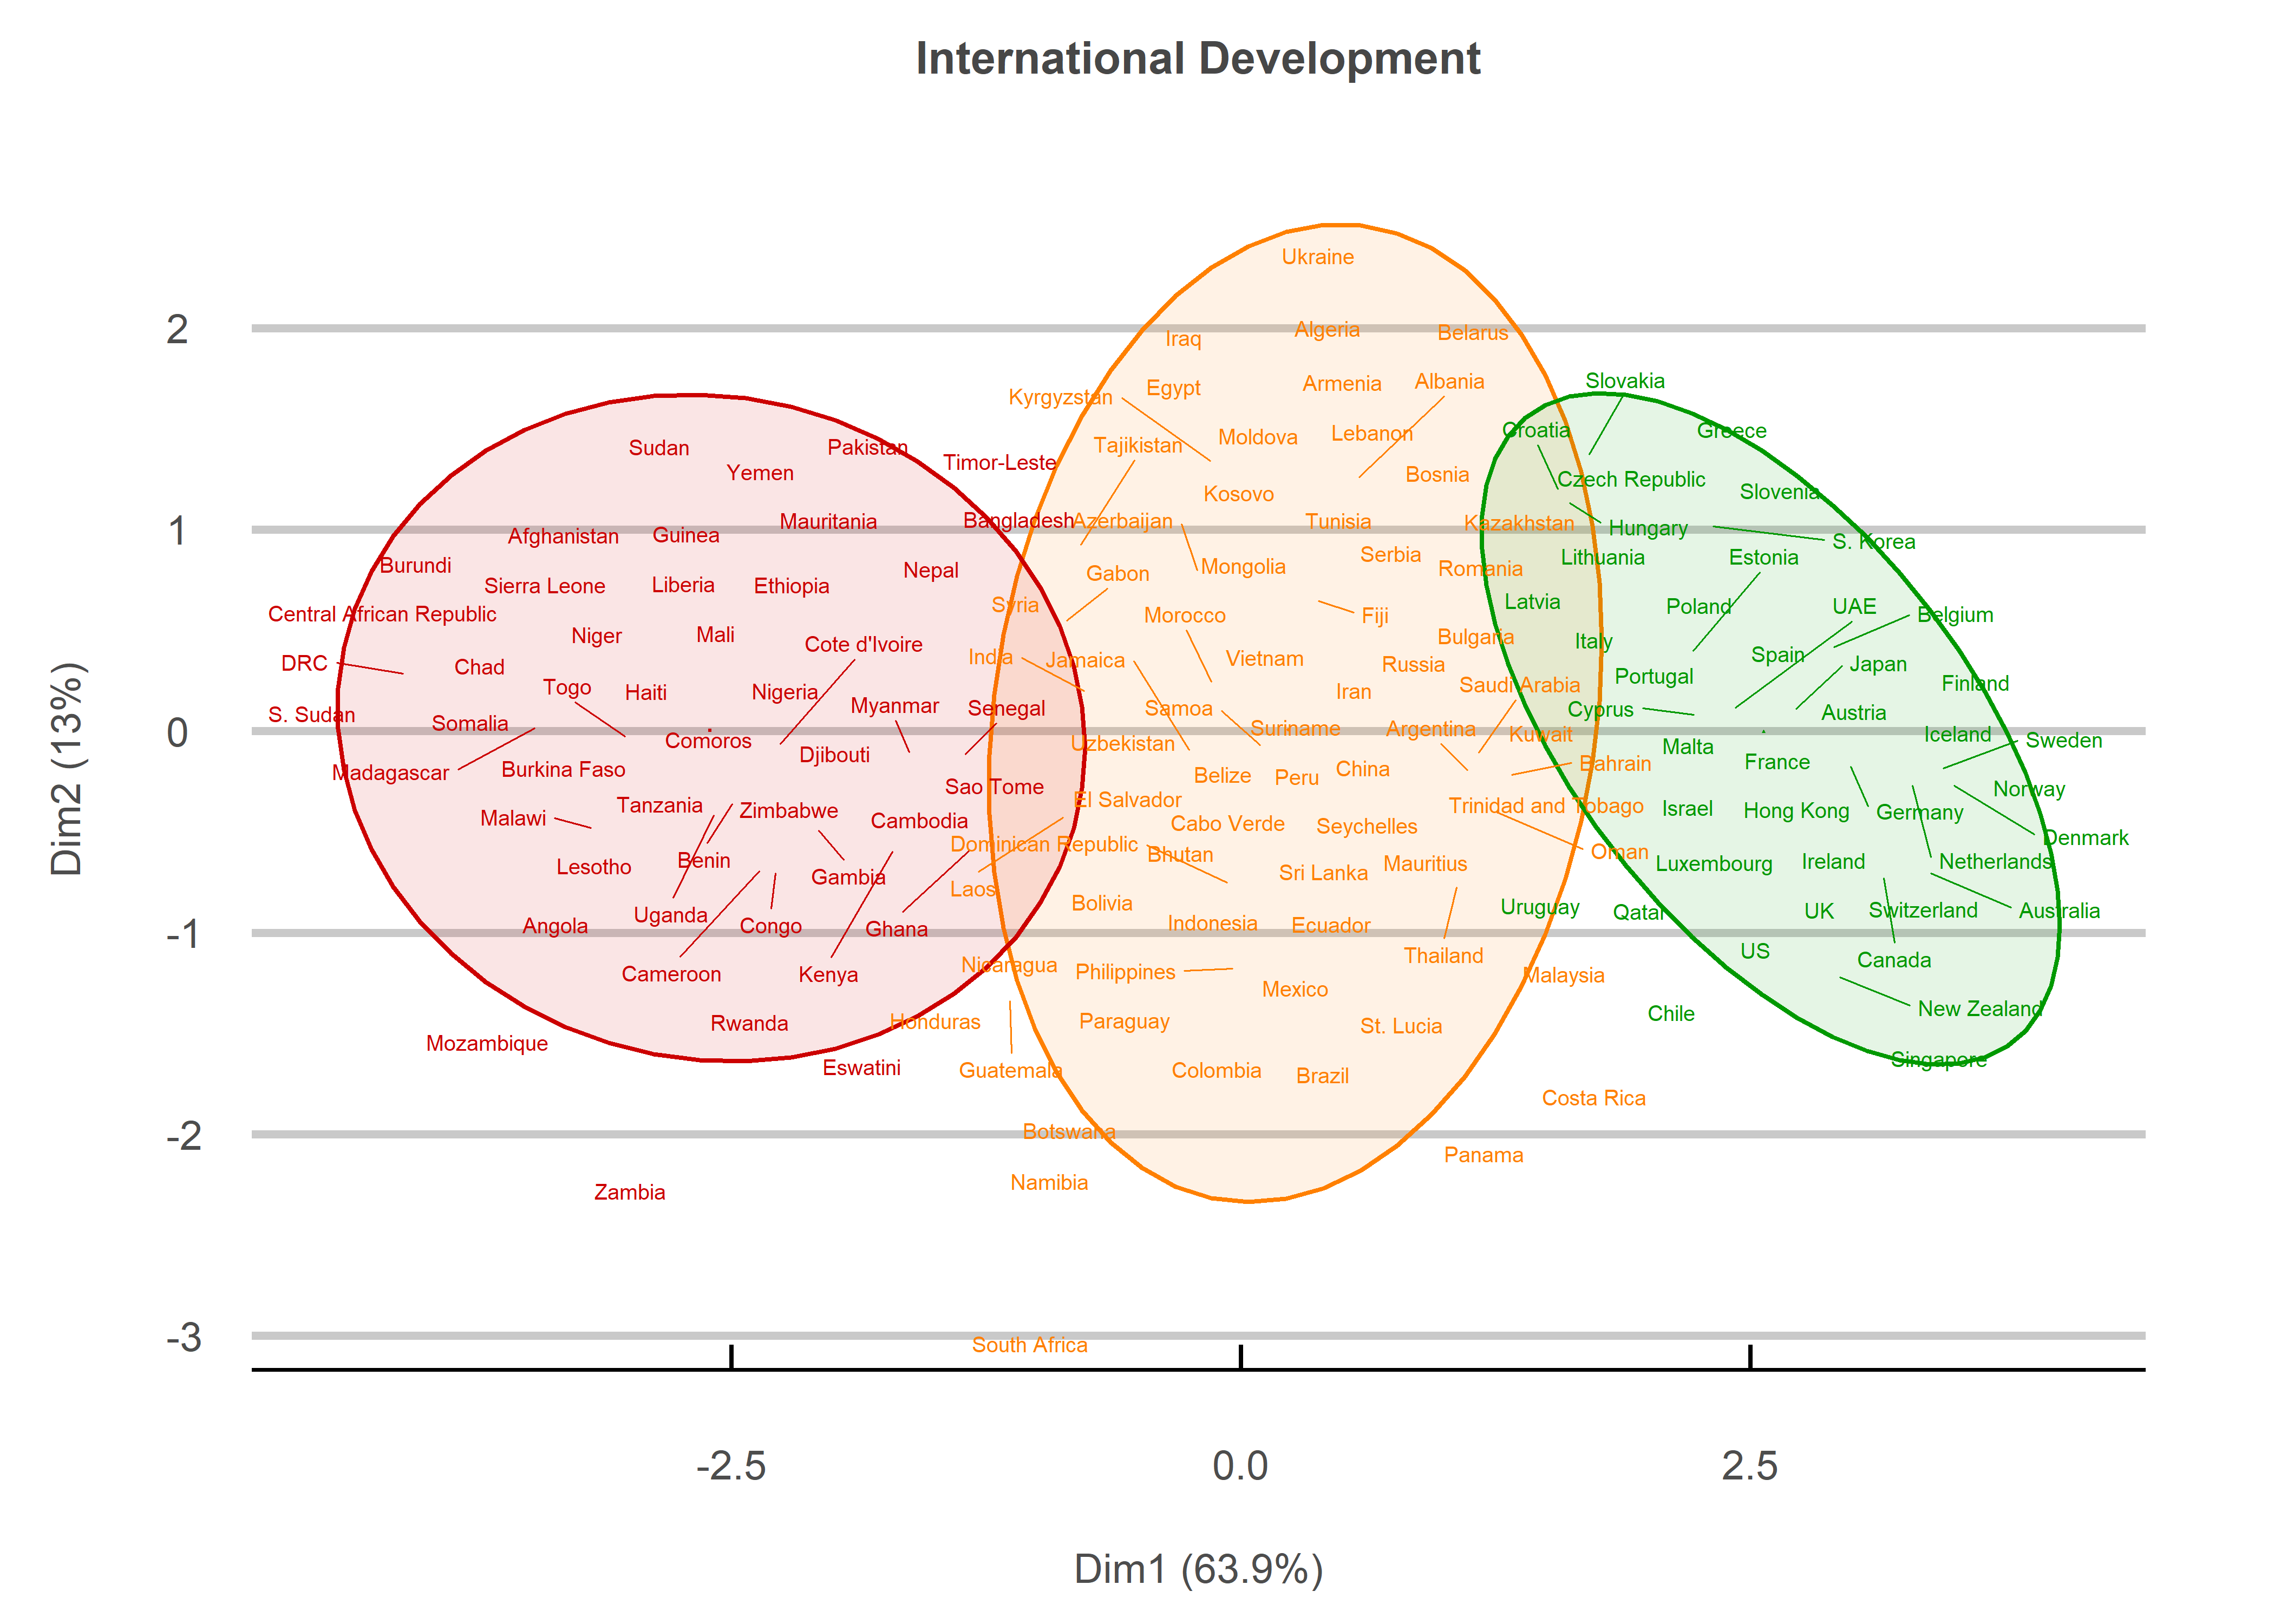 International Development
Ukraine
2
Iraq
Algeria
Belarus
Kyrgyzstan
Egypt
Armenia
Albania
Slovakia
Sudan
Pakistan
Timor-Leste
Tajikistan
Moldova
Lebanon
Croatia
Greece
Yemen
Kosovo
Bosnia
Czech Republic
Slovenia
1
Afghanistan
Guinea
Mauritania
Bangladesh
Azerbaijan
Tunisia
Kazakhstan
Hungary
S. Korea
Burundi
Sierra Leone
Liberia
Ethiopia
Nepal
Gabon
Mongolia
Serbia
Romania
Lithuania
Estonia
Central African Republic
Niger
Mali
Cote d'Ivoire
Syria
Morocco
Fiji
Bulgaria
Latvia
Poland
UAE
Belgium
DRC
Chad
Togo
Haiti
Nigeria
Myanmar
India
Jamaica
Vietnam
Russia
Italy
Portugal
Spain
Japan
S. Sudan
Somalia
Comoros
Djibouti
Senegal
Samoa
Iran
Saudi Arabia
Cyprus
Austria
Finland
0
Suriname
Argentina
Kuwait
Malta
France
Iceland
Sweden
Madagascar
Burkina Faso
Sao Tome
Uzbekistan
Belize
Peru
China
Bahrain
Norway
Malawi
Tanzania
Zimbabwe
Cambodia
El Salvador
Cabo Verde
Seychelles
Trinidad and Tobago
Israel
Hong Kong
Germany
Denmark
Lesotho
Benin
Gambia
Dominican Republic
Bhutan
Sri Lanka
Mauritius
Oman
Luxembourg
Ireland
Netherlands
Laos
Angola
Uganda
Congo
Ghana
Bolivia
Indonesia
Ecuador
Uruguay
Qatar
UK
Switzerland
Australia
-1
Cameroon
Kenya
Nicaragua
Philippines
Thailand
Malaysia
US
Canada
Mexico
Mozambique
Rwanda
Honduras
Paraguay
St. Lucia
Chile
New Zealand
Eswatini
Guatemala
Colombia
Brazil
Costa Rica
Singapore
-2
Botswana
Panama
Zambia
Namibia
-3
South Africa
-2.5
0.0
2.5
Dim1 (63.9%)
Dim2 (13%)